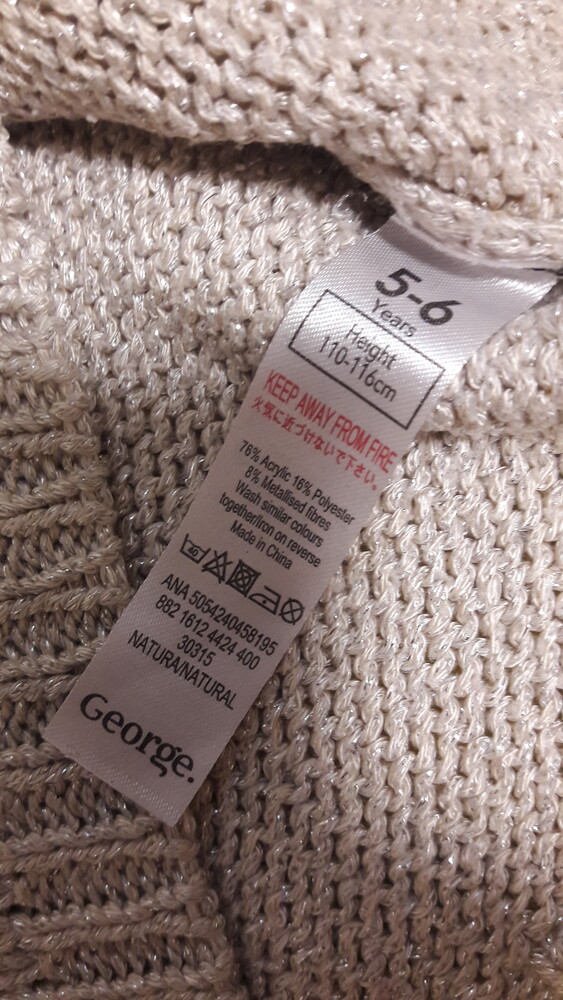 5-6
Years
Height
110-116cm
KEEP AWAY FROM FIRE
火気に近づけないで下さい。
76% Acrylic 16% Polyester
8% Metallised fibres
Wash similar colours
together/Iron on reverse
Made in China
40
ANA 5054240458195
882 1612 4424 400
30315
NATURA/NATURAL
George.